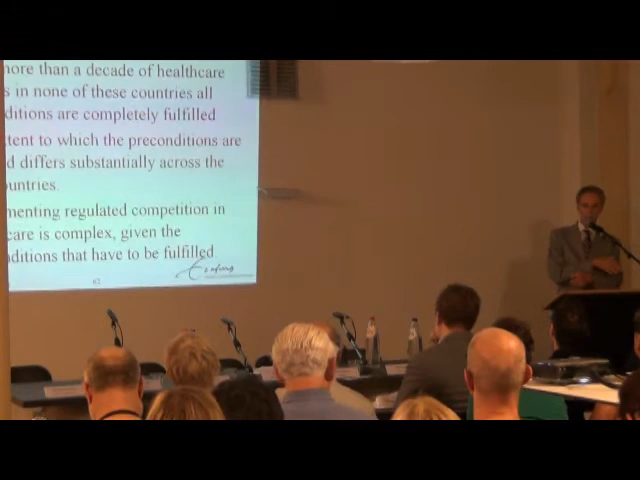 more than a decade of healthcare
s in none of these countries all
ditions are completely fulfilled
tent to which the preconditions are
d differs substantially across the
untries.
menting regulated competition in
care is complex, given the
ditions that have to be fulfilled.
Erasmus